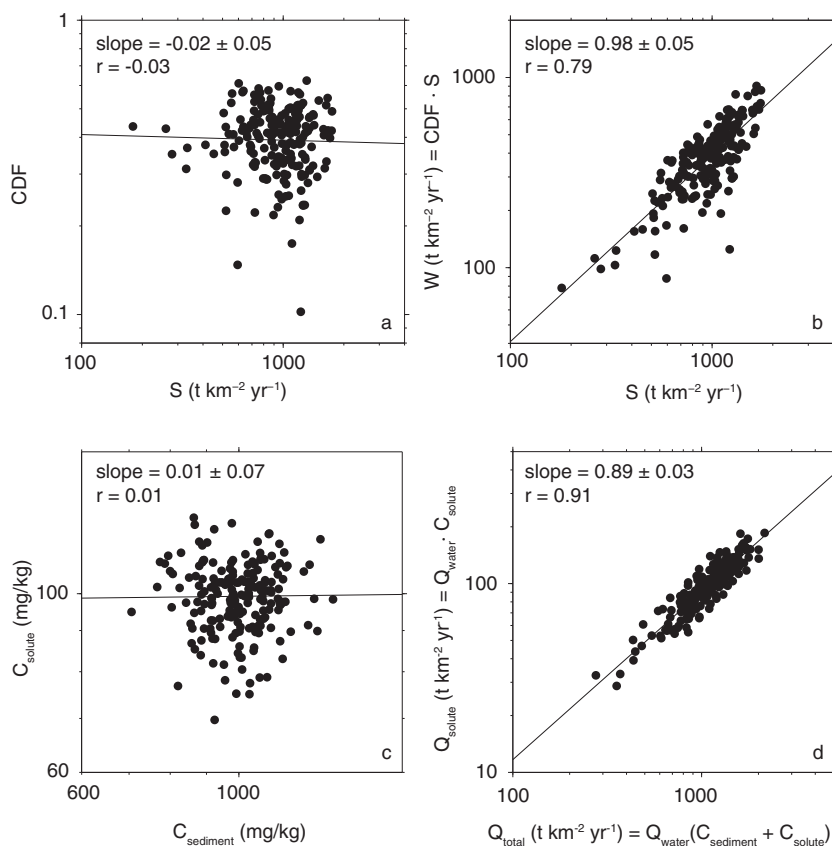 1
slope = -0.02 ± 0.05
r = -0.03
CDF
0.1
a
100
1000
S (t km⁻² yr⁻¹)
slope = 0.98 ± 0.05
r = 0.79
1000
W (t km⁻² yr⁻¹) = CDF · S
100
b
100
1000
S (t km⁻² yr⁻¹)
slope = 0.01 ± 0.07
r = 0.01
100
C_solute (mg/kg)
60
c
600
1000
C_sediment (mg/kg)
slope = 0.89 ± 0.03
r = 0.91
100
Q_solute (t km⁻² yr⁻¹) = Q_water · C_solute
10
d
100
1000
Q_total (t km⁻² yr⁻¹) = Q_water(C_sediment + C_solute)